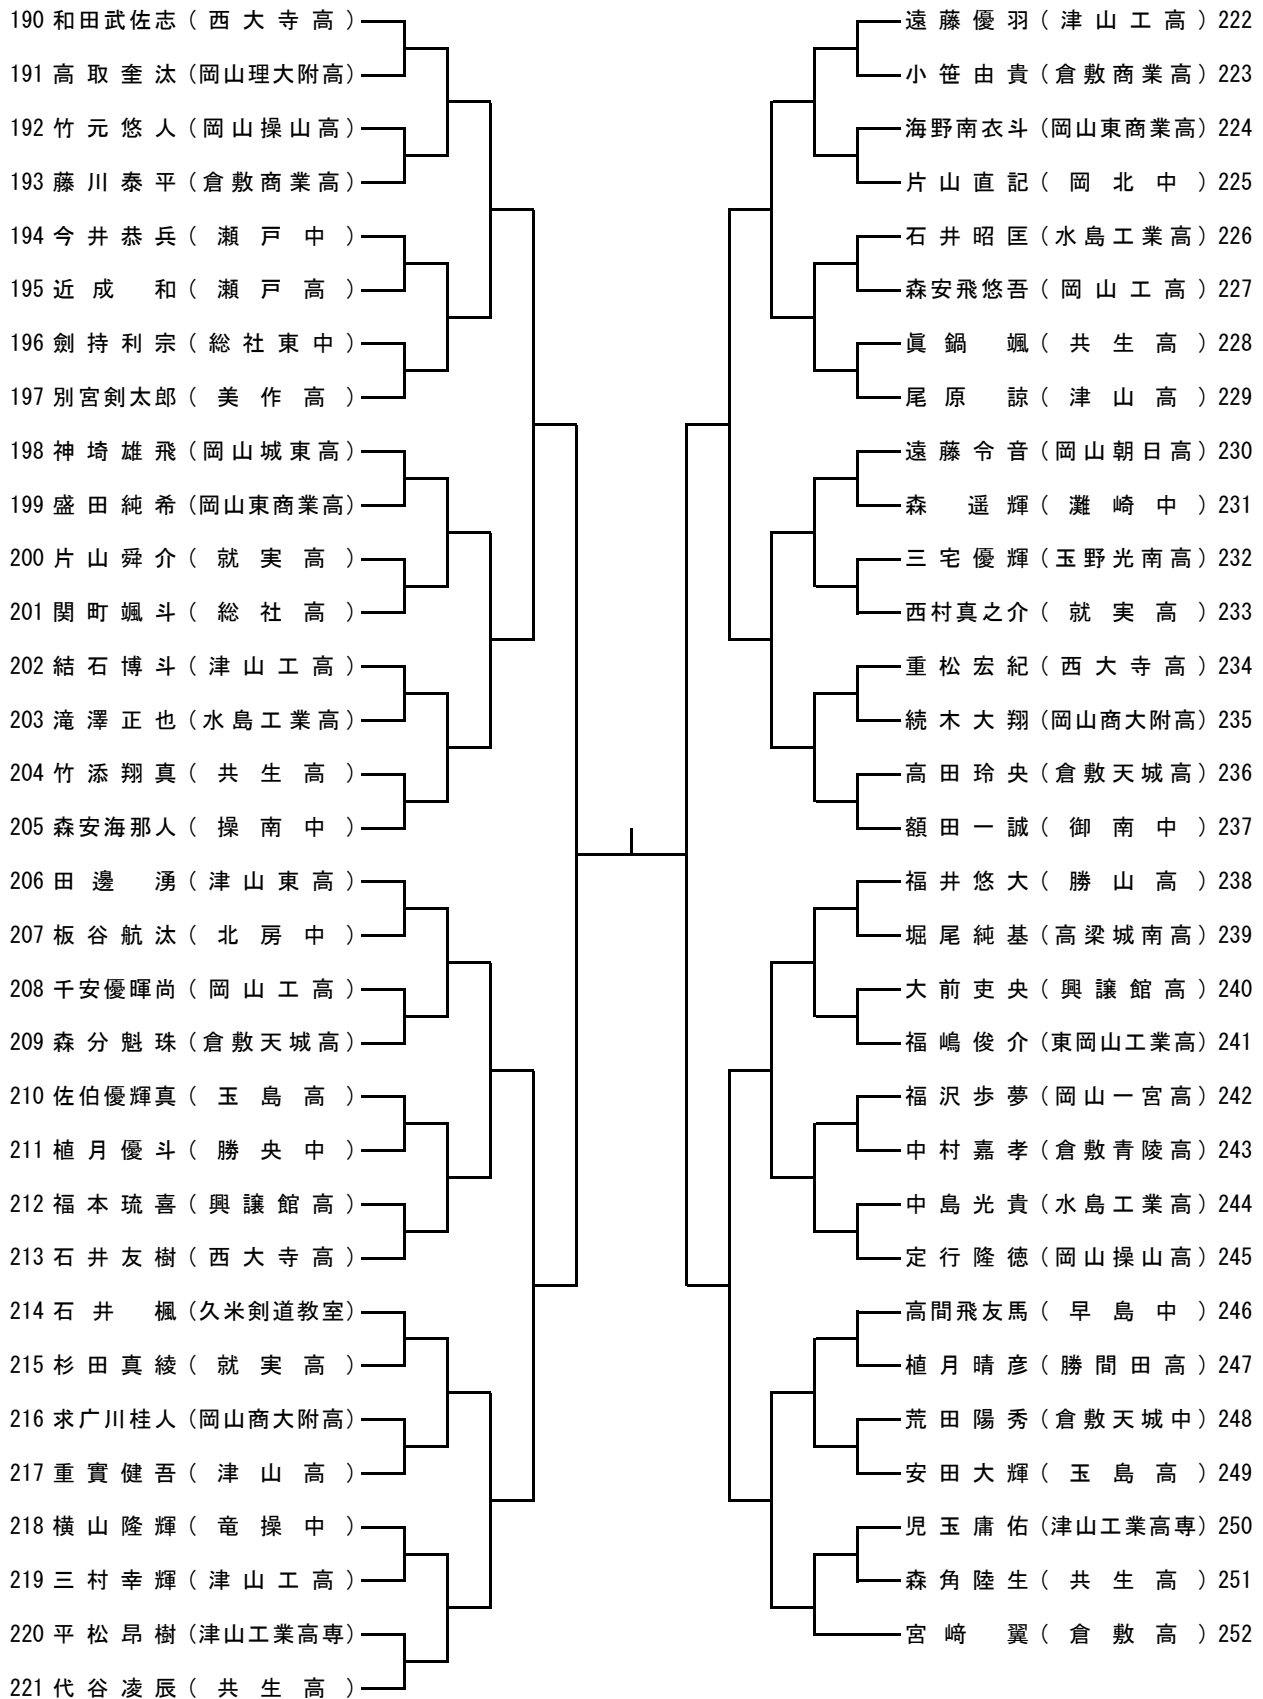 190 和田武佐志 ( 西大寺高 )
191 高取奎汰 (岡山理大附高)
192 竹元悠人 (岡山操山高)
193 藤川泰平 (倉敷商業高)
194 今井恭兵 ( 瀬戸中 )
195 近成 和 ( 瀬戸高 )
196 劍持利宗 ( 総社東中 )
197 別宮剣太郎 ( 美作高 )
198 神埼雄飛 (岡山城東高)
199 盛田純希 (岡山東商業高)
200 片山舜介 ( 就実高 )
201 関町颯斗 ( 総社高 )
202 結石博斗 ( 津山工高 )
203 滝澤正也 (水島工業高)
204 竹添翔真 ( 共生高 )
205 森安海那人 ( 操南中 )
206 田邊 湧 ( 津山東高 )
207 板谷航汰 ( 北房中 )
208 千安優暉尚 ( 岡山工高 )
209 森分魁珠 (倉敷天城高)
210 佐伯優輝真 ( 玉島高 )
211 植月優斗 ( 勝央中 )
212 福本琉喜 ( 興譲館高 )
213 石井友樹 ( 西大寺高 )
214 石井 楓 (久米剣道教室)
215 杉田真綾 ( 就実高 )
216 求广川桂人 (岡山商大附高)
217 重實健吾 ( 津山高 )
218 横山隆輝 ( 竜操中 )
219 三村幸輝 ( 津山工高 )
220 平松昂樹 (津山工業高専)
221 代谷凌辰 ( 共生高 )
遠藤優羽 ( 津山工高 ) 222
小笹由貴 (倉敷商業高) 223
海野南衣斗 (岡山東商業高) 224
片山直記 ( 岡北中 ) 225
石井昭匡 (水島工業高) 226
森安飛悠吾 ( 岡山工高 ) 227
眞鍋 颯 ( 共生高 ) 228
尾原 諒 ( 津山高 ) 229
遠藤令音 (岡山朝日高) 230
森 遥輝 ( 灘崎中 ) 231
三宅優輝 (玉野光南高) 232
西村真之介 ( 就実高 ) 233
重松宏紀 ( 西大寺高 ) 234
続木大翔 (岡山商大附高) 235
高田玲央 (倉敷天城高) 236
額田一誠 ( 御南中 ) 237
福井悠大 ( 勝山高 ) 238
堀尾純基 (高梁城南高) 239
大前吏央 ( 興譲館高 ) 240
福嶋俊介 (東岡山工業高) 241
福沢歩夢 (岡山一宮高) 242
中村嘉孝 (倉敷青陵高) 243
中島光貴 (水島工業高) 244
定行隆徳 (岡山操山高) 245
高間飛友馬 ( 早島中 ) 246
植月晴彦 ( 勝間田高 ) 247
荒田陽秀 (倉敷天城中) 248
安田大輝 ( 玉島高 ) 249
児玉庸佑 (津山工業高専) 250
森角陸生 ( 共生高 ) 251
宮﨑 翼 ( 倉敷高 ) 252